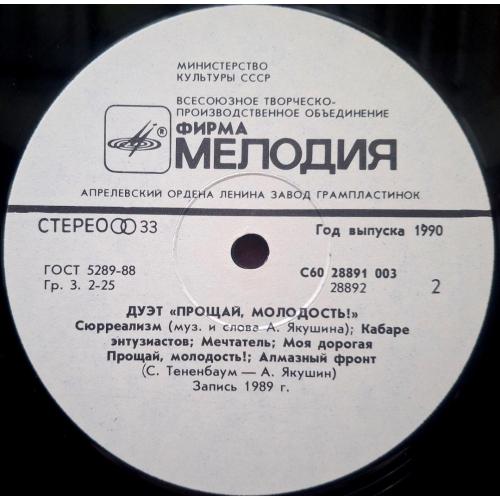 МИНИСТЕРСТВО
КУЛЬТУРЫ СССР
ВСЕСОЮЗНОЕ ТВОРЧЕСКО-
ПРОИЗВОДСТВЕННОЕ ОБЪЕДИНЕНИЕ
ФИРМА
® МЕЛОДИЯ
АПРЕЛЕВСКИЙ ОРДЕНА ЛЕНИНА ЗАВОД ГРАМПЛАСТИНОК
СТЕРЕО 33 Год выпуска 1990
ГОСТ 5289-88 С60 28891 003
Гр. 3. 2-25 28892 2
ДУЭТ «ПРОЩАЙ, МОЛОДОСТЬ!»
Сюрреализм (муз. и слова А. Якушина); Кабаре
энтузиастов; Мечтатель; Моя дорогая
Прощай, молодость!; Алмазный фронт
(С. Тененбаум — А. Якушин)
Запись 1989 г.